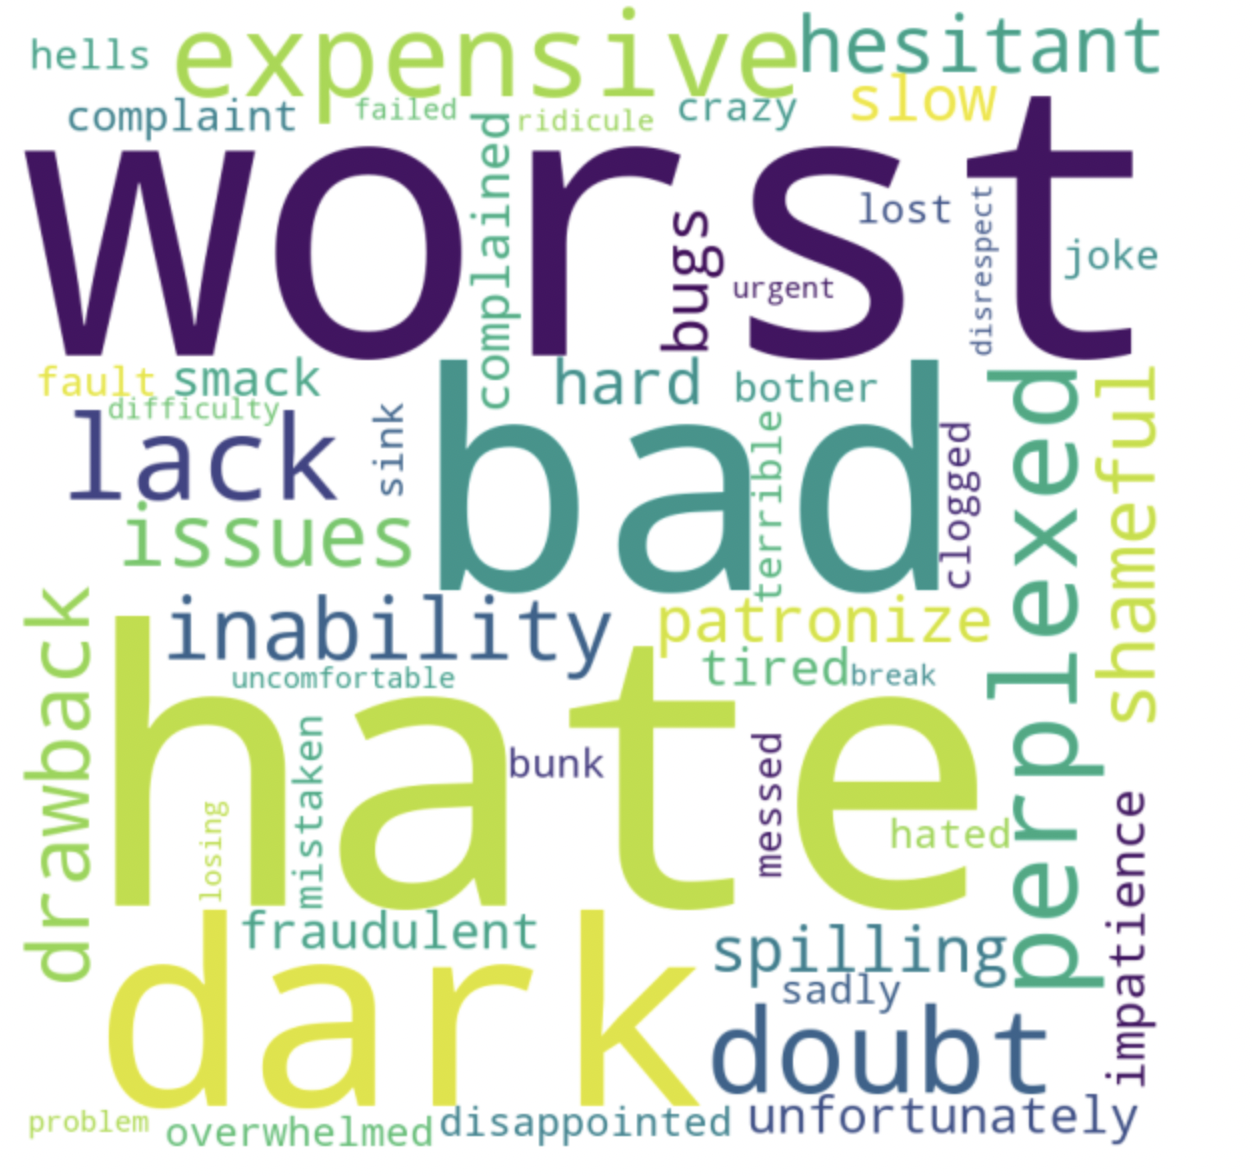 hells
expensive
hesitant
complaint
failed
ridicule
crazy
slow
worst
complained
bugs
urgent
lost
disrespect
joke
fault
smack
difficulty
lack
sink
issues
bad
hard
bother
terrible
clogged
perplexed
shameful
inability
patronize
uncomfortable
tired
break
drawback
hate
losing
mistaken
bunk
messed
hated
impatience
fraudulent
dark
spilling
sadly
doubt
problem
overwhelmed
disappointed
unfortunately